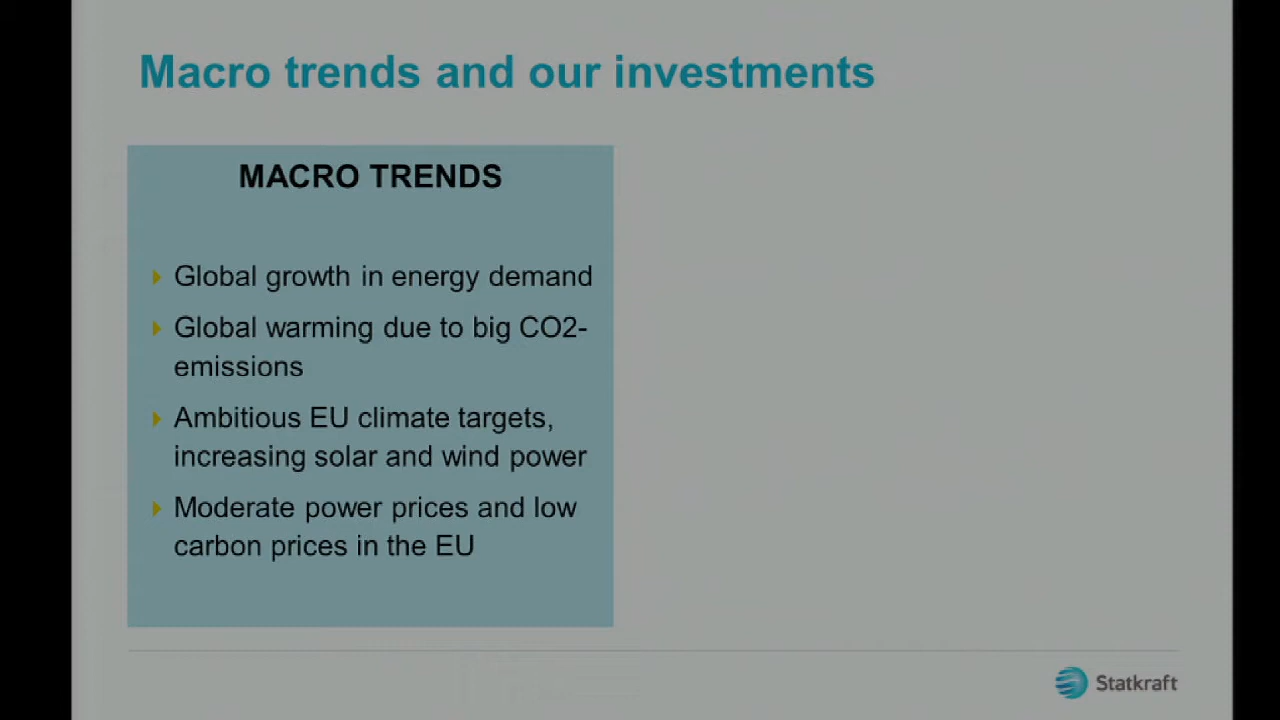 Macro trends and our investments
MACRO TRENDS
Global growth in energy demand
Global warming due to big CO2-
emissions
Ambitious EU climate targets,
increasing solar and wind power
Moderate power prices and low
carbon prices in the EU
Statkraft